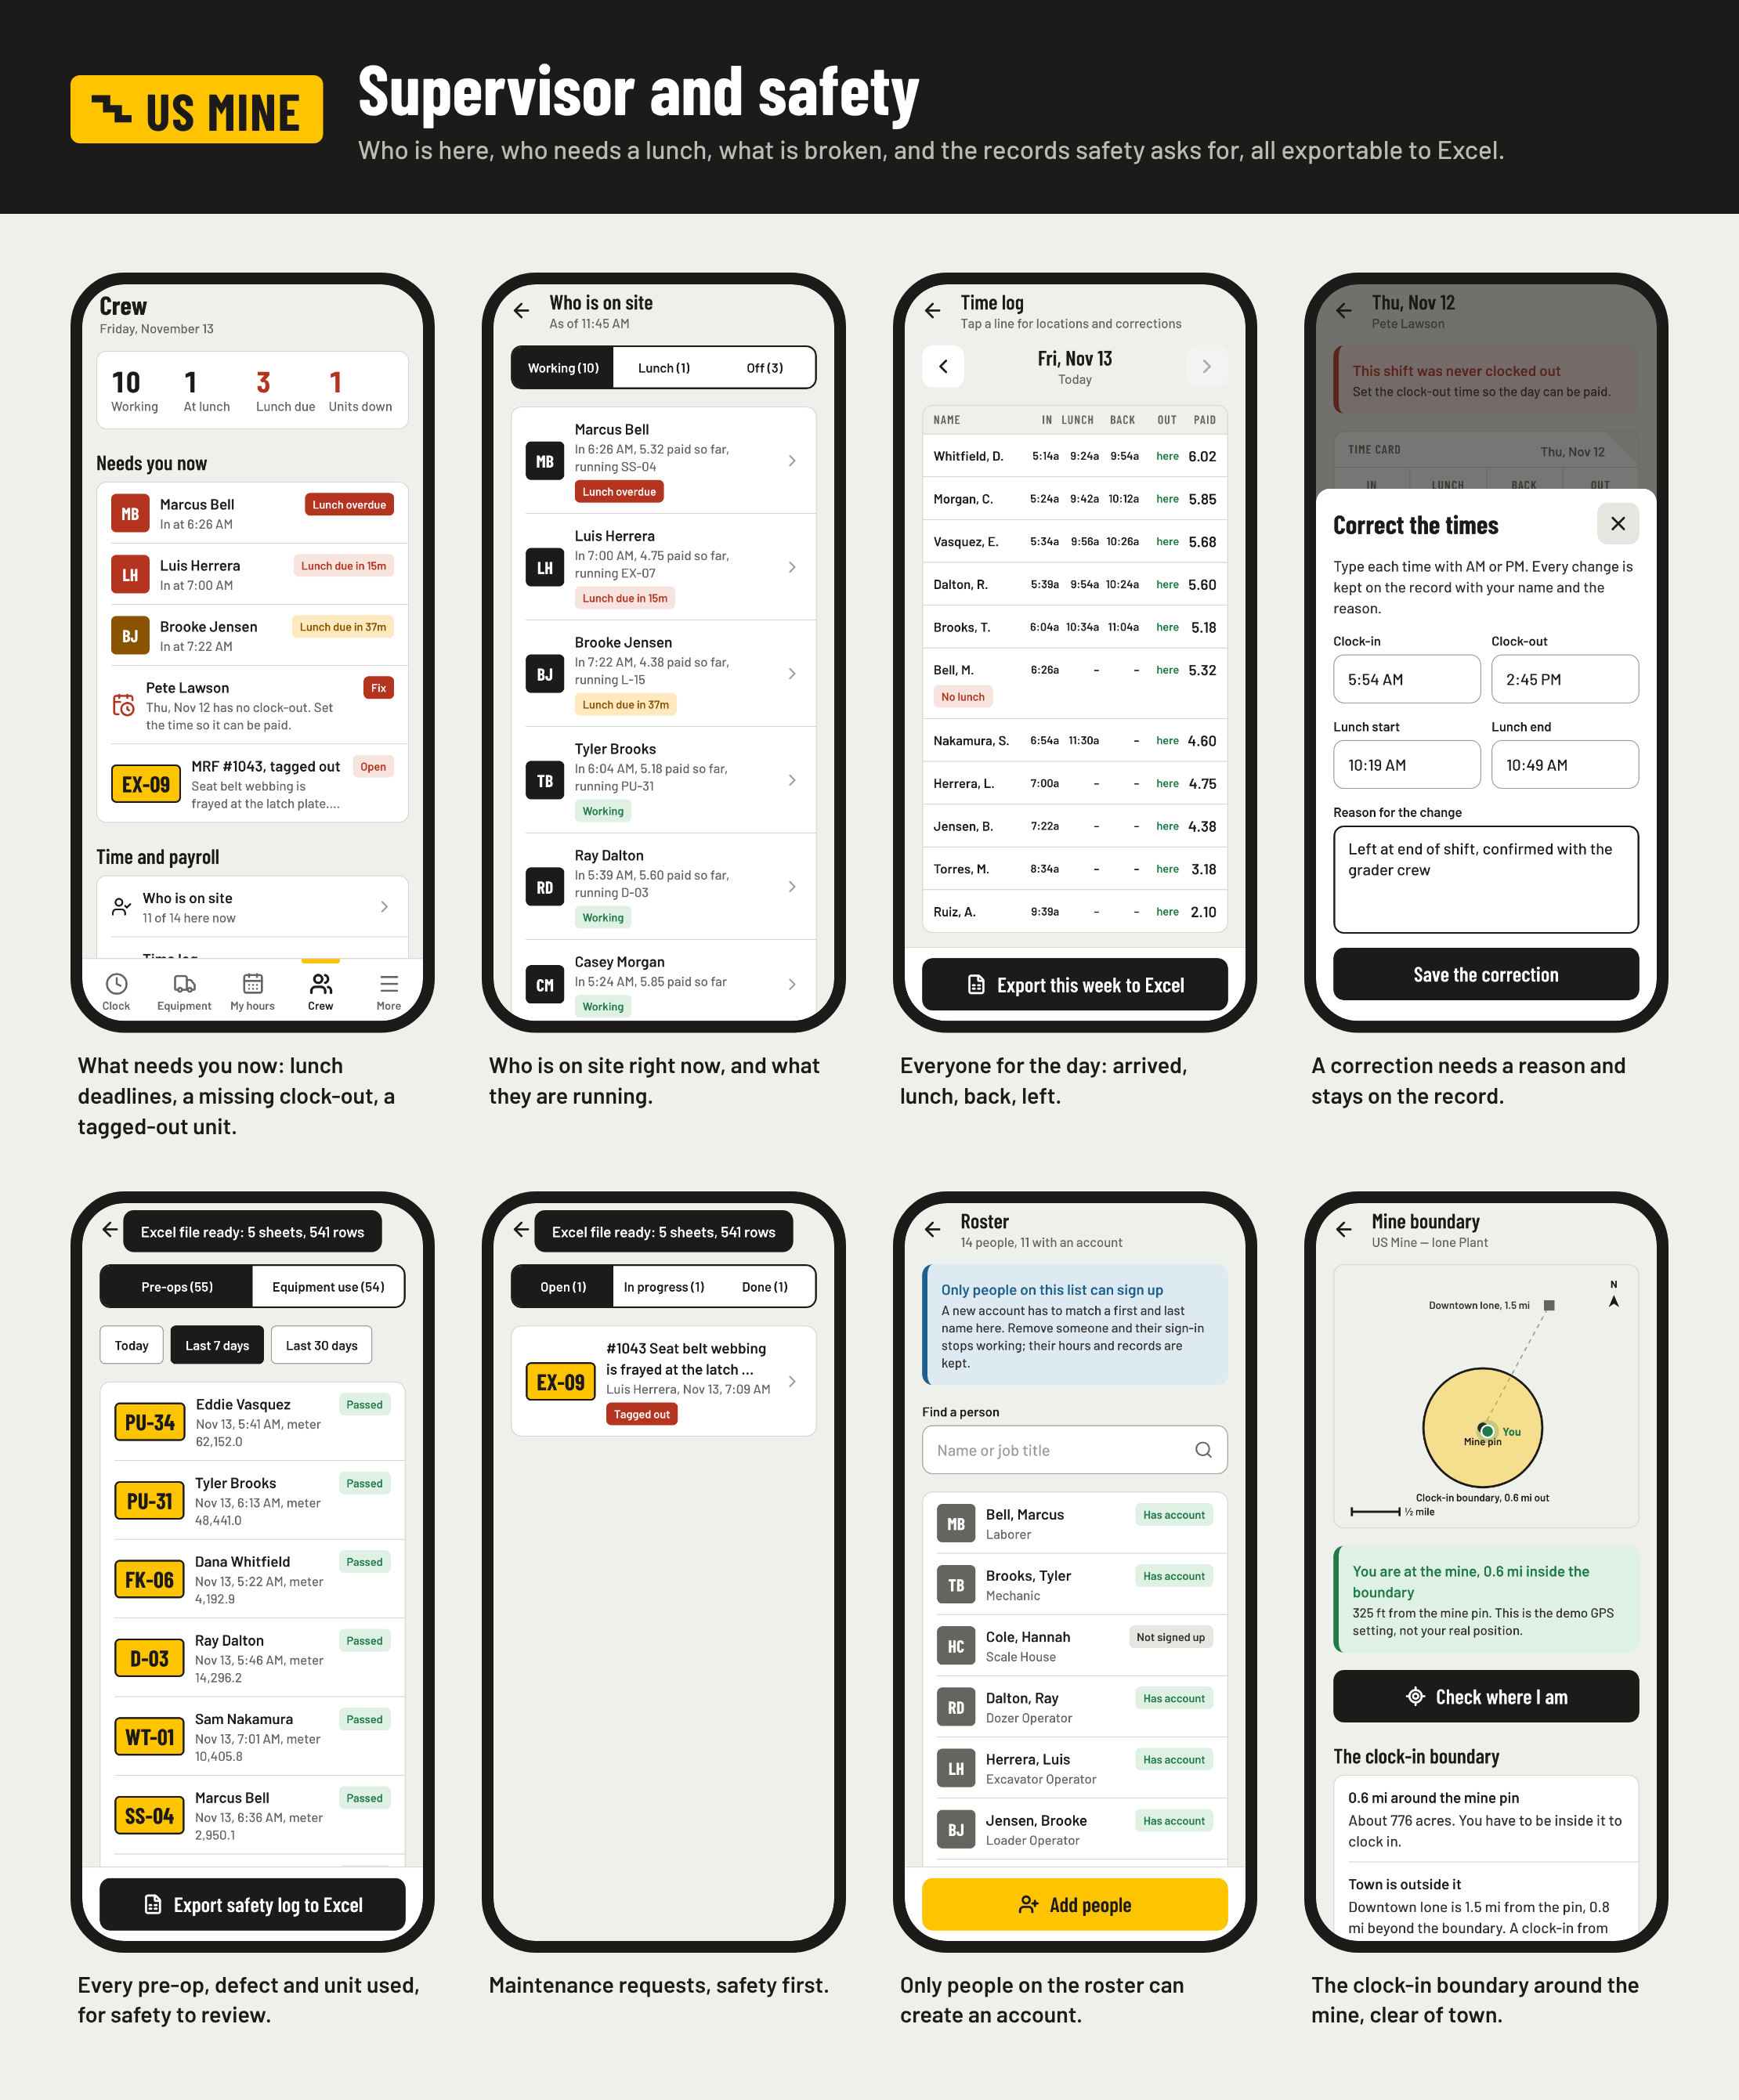 US MINE
Supervisor and safety
Who is here, who needs a lunch, what is broken, and the records safety asks for, all exportable to Excel.
Crew
Friday, November 13
10 1 3 1
Working At lunch Lunch due Units down
Needs you now
MB Marcus Bell Lunch overdue
In at 6:26 AM
LH Luis Herrera Lunch due in 15m
In at 7:00 AM
BJ Brooke Jensen Lunch due in 37m
In at 7:22 AM
Pete Lawson Fix
Thu, Nov 12 has no clock-out. Set
the time so it can be paid.
EX-09 MRF #1043, tagged out Open
Seat belt webbing is
frayed at the latch plate....
Time and payroll
Who is on site
11 of 14 here now
Time log
Clock Equipment My hours Crew More
What needs you now: lunch
deadlines, a missing clock-out, a
tagged-out unit.
Who is on site
As of 11:45 AM
Working (10) Lunch (1) Off (3)
MB Marcus Bell
In 6:26 AM, 5.32 paid so far,
running SS-04
Lunch overdue
LH Luis Herrera
In 7:00 AM, 4.75 paid so far,
running EX-07
Lunch due in 15m
BJ Brooke Jensen
In 7:22 AM, 4.38 paid so far,
running L-15
Lunch due in 37m
TB Tyler Brooks
In 6:04 AM, 5.18 paid so far,
running PU-31
Working
RD Ray Dalton
In 5:39 AM, 5.60 paid so far,
running D-03
Working
CM Casey Morgan
In 5:24 AM, 5.85 paid so far
Working
Who is on site right now, and what
they are running.
Time log
Tap a line for locations and corrections
Fri, Nov 13
Today
NAME IN LUNCH BACK OUT PAID
Whitfield, D. 5:14a 9:24a 9:54a here 6.02
Morgan, C. 5:24a 9:42a 10:12a here 5.85
Vasquez, E. 5:34a 9:56a 10:26a here 5.68
Dalton, R. 5:39a 9:54a 10:24a here 5.60
Brooks, T. 6:04a 10:34a 11:04a here 5.18
Bell, M. 6:26a - - here 5.32
No lunch
Nakamura, S. 6:54a 11:30a - here 4.60
Herrera, L. 7:00a - - here 4.75
Jensen, B. 7:22a - - here 4.38
Torres, M. 8:34a - - here 3.18
Ruiz, A. 9:39a - - here 2.10
Export this week to Excel
Everyone for the day: arrived,
lunch, back, left.
Thu, Nov 12
Pete Lawson
This shift was never clocked out
Set the clock-out time so the day can be paid.
TIME CARD Thu, Nov 12
IN LUNCH BACK OUT
Correct the times
Type each time with AM or PM. Every change is
kept on the record with your name and the
reason.
Clock-in Clock-out
5:54 AM 2:45 PM
Lunch start Lunch end
10:19 AM 10:49 AM
Reason for the change
Left at end of shift, confirmed with the
grader crew
Save the correction
A correction needs a reason and
stays on the record.
Excel file ready: 5 sheets, 541 rows
Pre-ops (55) Equipment use (54)
Today Last 7 days Last 30 days
PU-34 Eddie Vasquez Passed
Nov 13, 5:41 AM, meter
62,152.0
PU-31 Tyler Brooks Passed
Nov 13, 6:13 AM, meter
48,441.0
FK-06 Dana Whitfield Passed
Nov 13, 5:22 AM, meter
4,192.9
D-03 Ray Dalton Passed
Nov 13, 5:46 AM, meter
14,296.2
WT-01 Sam Nakamura Passed
Nov 13, 7:01 AM, meter
10,405.8
SS-04 Marcus Bell Passed
Nov 13, 6:36 AM, meter
2,950.1
Export safety log to Excel
Every pre-op, defect and unit used,
for safety to review.
Excel file ready: 5 sheets, 541 rows
Open (1) In progress (1) Done (1)
EX-09 #1043 Seat belt webbing
is frayed at the latch ...
Luis Herrera, Nov 13, 7:09 AM
Tagged out
Maintenance requests, safety first.
Roster
14 people, 11 with an account
Only people on this list can sign up
A new account has to match a first and last
name here. Remove someone and their sign-in
stops working; their hours and records are
kept.
Find a person
Name or job title
MB Bell, Marcus Has account
Laborer
TB Brooks, Tyler Has account
Mechanic
HC Cole, Hannah Not signed up
Scale House
RD Dalton, Ray Has account
Dozer Operator
LH Herrera, Luis Has account
Excavator Operator
BJ Jensen, Brooke Has account
Loader Operator
Add people
Only people on the roster can
create an account.
Mine boundary
US Mine — Ione Plant
N
Downtown Ione, 1.5 mi
You
Mine pin
Clock-in boundary, 0.6 mi out
½ mile
You are at the mine, 0.6 mi inside the
boundary
325 ft from the mine pin. This is the demo GPS
setting, not your real position.
Check where I am
The clock-in boundary
0.6 mi around the mine pin
About 776 acres. You have to be inside it to
clock in.
Town is outside it
Downtown Ione is 1.5 mi from the pin, 0.8
mi beyond the boundary. A clock-in from
The clock-in boundary around the
mine, clear of town.